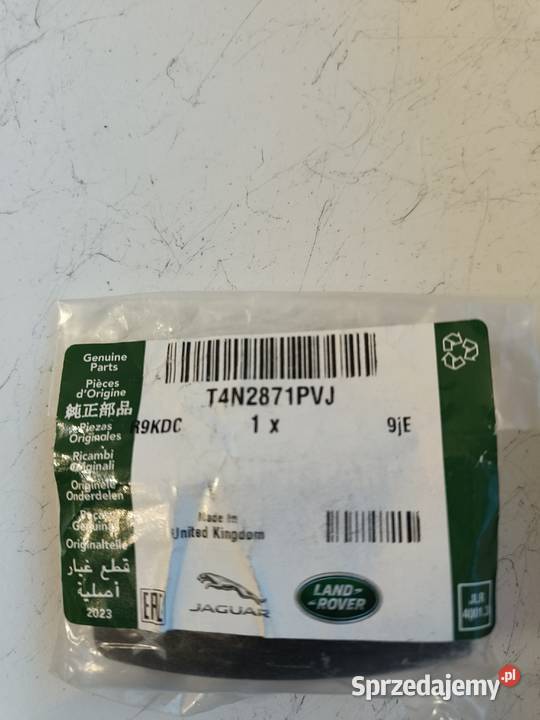 Genuine
Parts
Pièces
d'Origine
純正部品
Piezas
Originales
Ricambi
Originali
Originele
Onderdelen
Originalteile
قطع غيار
أصلية
2023
T4N2871PVJ
R9KDC 1 x 9jE
Made in
United Kingdom
EAC
JAGUAR
LAND-
-ROVER
JLR
Sprzedajemy.pl